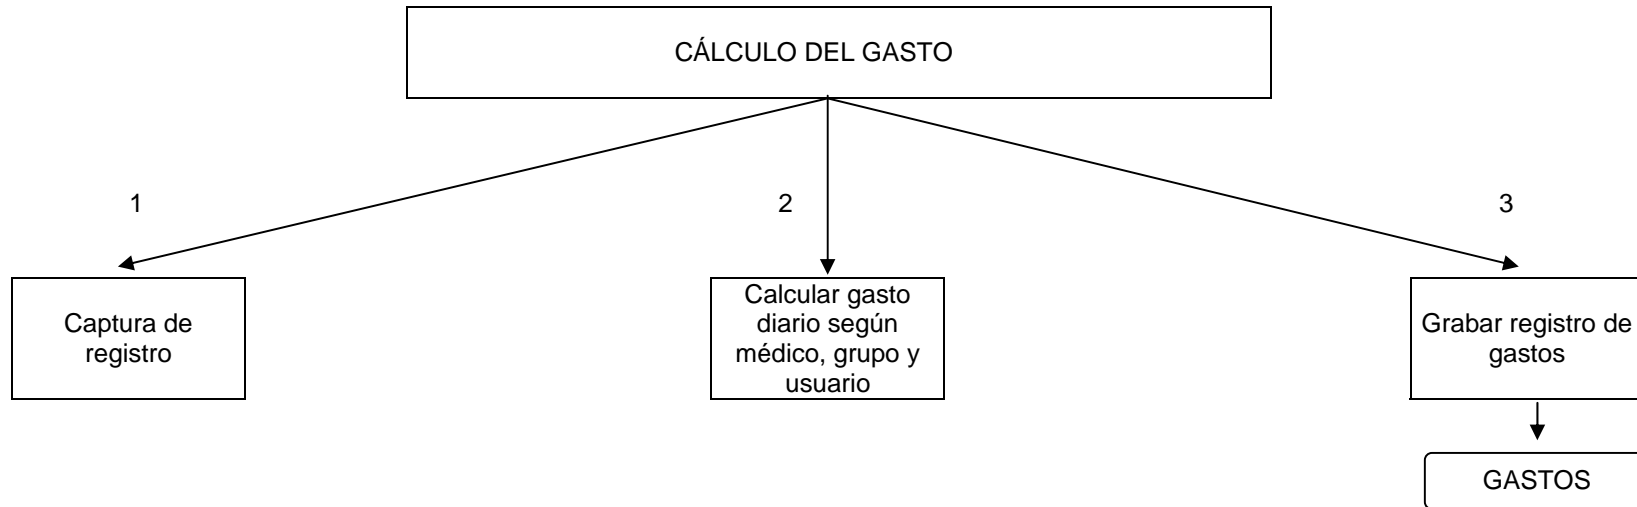 CÁLCULO DEL GASTO
1
2
3
Captura de
registro
Calcular gasto
diario según
médico, grupo y
usuario
Grabar registro de
gastos
GASTOS